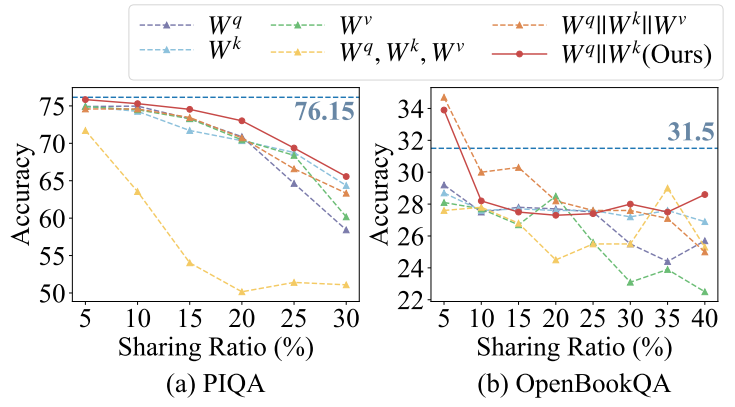 W^q W^v W^q||W^k||W^v
W^k W^q, W^k, W^v W^q||W^k(Ours)
76.15
75
70
65
60
55
50
Accuracy
5 10 15 20 25 30
Sharing Ratio (%)
(a) PIQA
31.5
34
32
30
28
26
24
22
Accuracy
5 10 15 20 25 30 35 40
Sharing Ratio (%)
(b) OpenBookQA